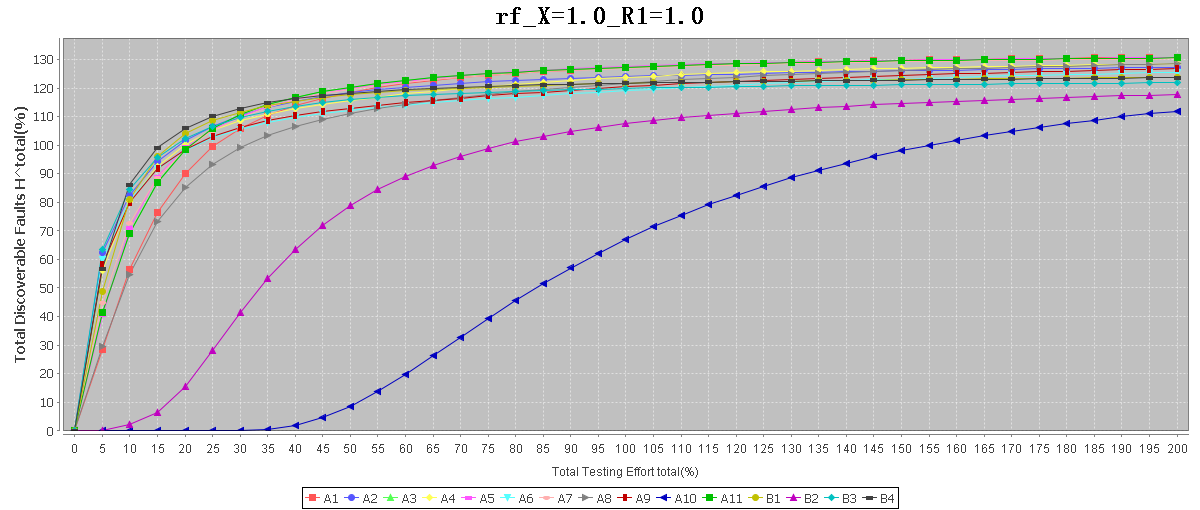 rf_X=1.0_R1=1.0
Total Discoverable Faults H^total(%)
130
120
110
100
90
80
70
60
50
40
30
20
10
0
0 5 10 15 20 25 30 35 40 45 50 55 60 65 70 75 80 85 90 95 100 105 110 115 120 125 130 135 140 145 150 155 160 165 170 175 180 185 190 195 200
Total Testing Effort total(%)
A1 A2 A3 A4 A5 A6 A7 A8 A9 A10 A11 B1 B2 B3 B4